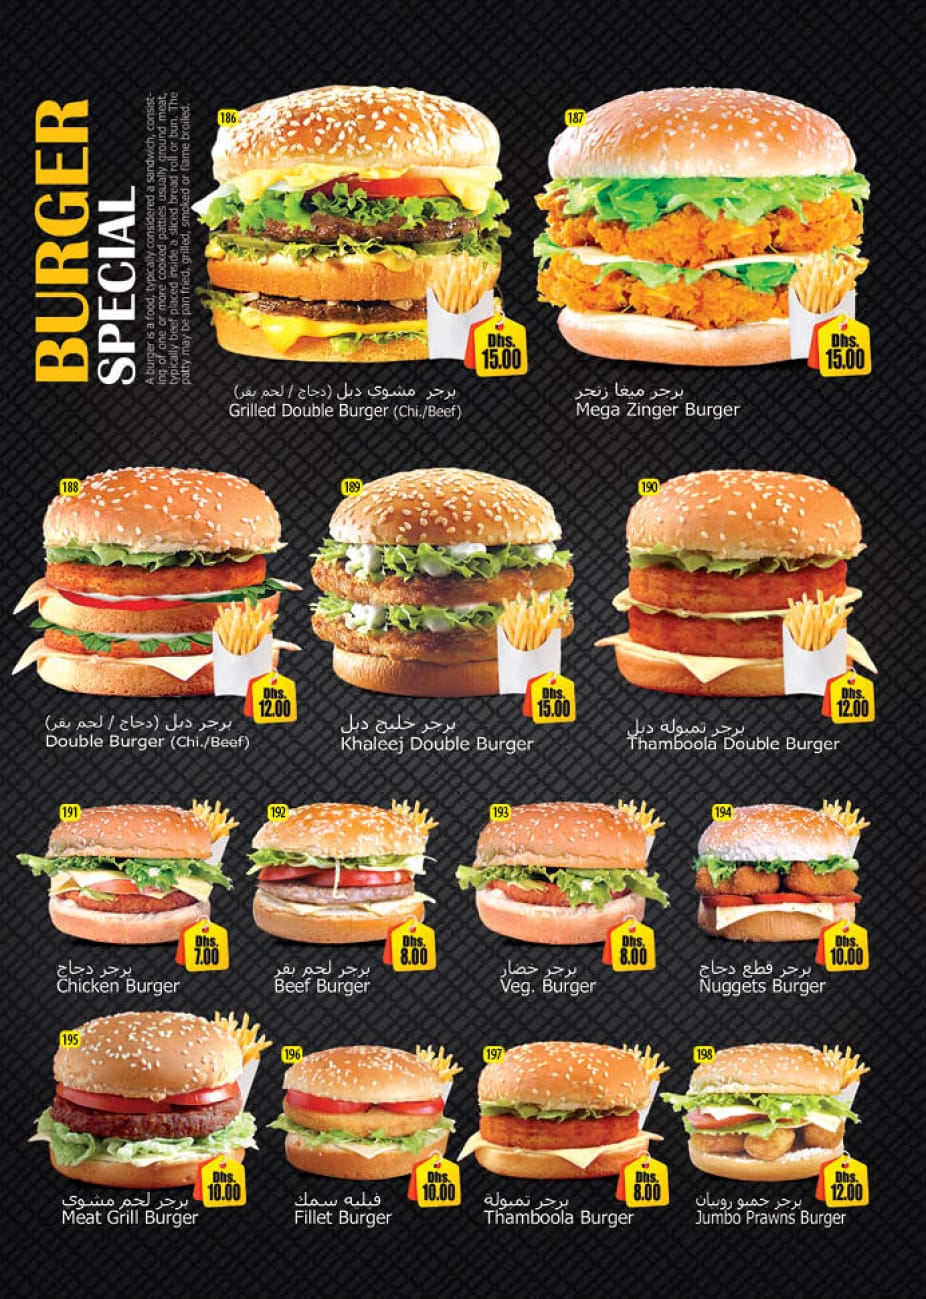 BURGER
SPECIAL
A burger is a food, typically considered a sandwich, consist-
ing of one or more cooked patties usually ground meat,
typically beef placed inside a sliced bread roll or bun. The
patty may be pan fried, grilled, smoked or flame broiled.
186
Dhs.
15.00
برجر مشوي دبل (دجاج / لحم بقر)
Grilled Double Burger (Chi./Beef)
187
Dhs.
15.00
برجر ميغا زنجر
Mega Zinger Burger
188
Dhs.
12.00
برجر دبل (دجاج / لحم بقر)
Double Burger (Chi./Beef)
189
Dhs.
15.00
برجر خليج دبل
Khaleej Double Burger
190
Dhs.
12.00
برجر تمبولة دبل
Thamboola Double Burger
191
Dhs.
7.00
برجر دجاج
Chicken Burger
192
Dhs.
8.00
برجر لحم بقر
Beef Burger
193
Dhs.
8.00
برجر خضار
Veg. Burger
194
Dhs.
10.00
برجر قطع دجاج
Nuggets Burger
195
Dhs.
10.00
برجر لحم مشوي
Meat Grill Burger
196
Dhs.
10.00
فيليه سمك
Fillet Burger
197
Dhs.
8.00
برجر تمبولة
Thamboola Burger
198
Dhs.
12.00
برجر جمبو روبيان
Jumbo Prawns Burger